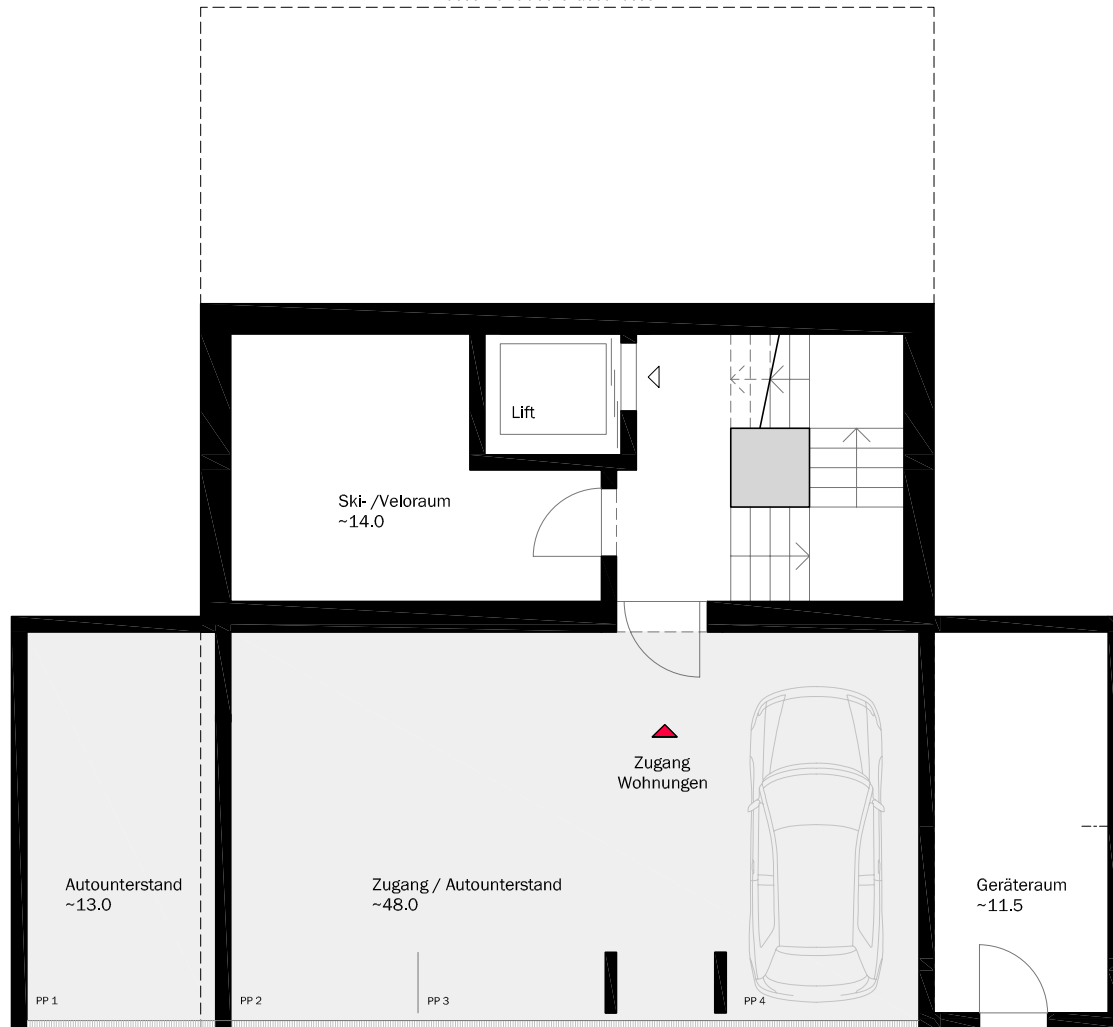 Lift
Ski- /Veloraum
~14.0
Zugang
Wohnungen
Autounterstand
~13.0
Zugang / Autounterstand
~48.0
Geräteraum
~11.5
PP 1
PP 2
PP 3
PP 4